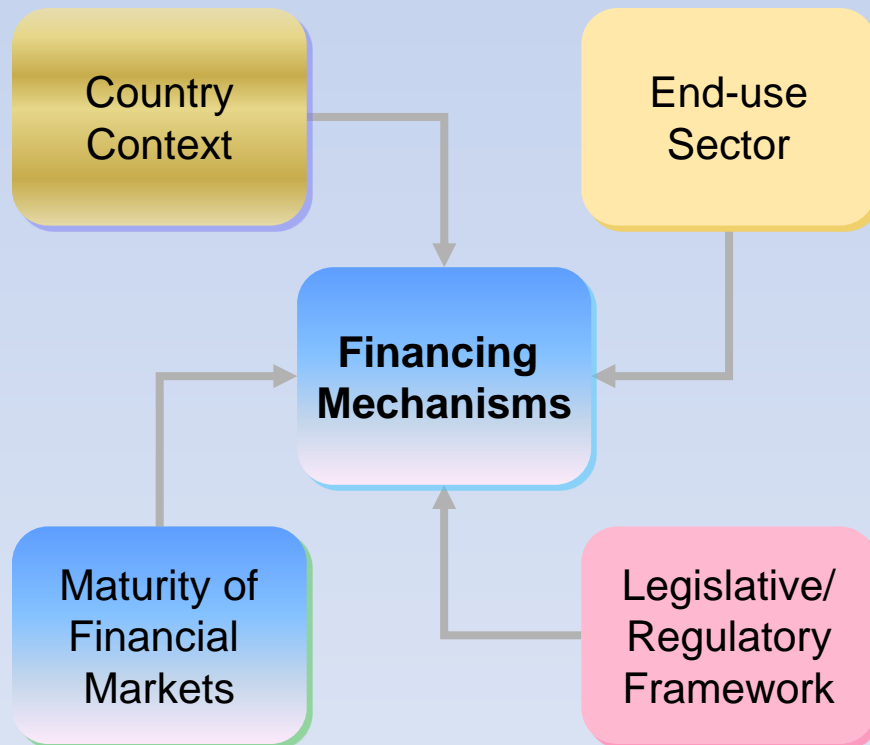 Country
Context
End-use
Sector
Financing
Mechanisms
Maturity of
Financial
Markets
Legislative/
Regulatory
Framework